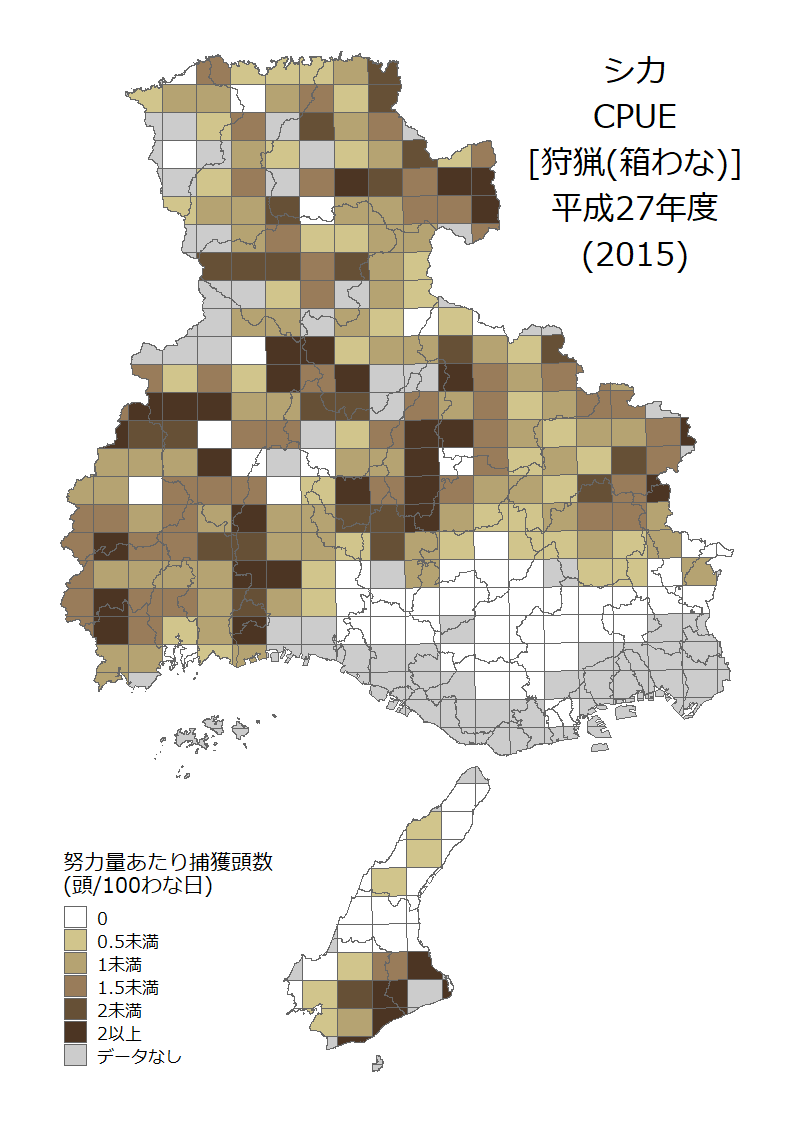 シカ
CPUE
[狩猟(箱わな)]
平成27年度
(2015)
努力量あたり捕獲頭数
(頭/100わな日)
0
0.5未満
1未満
1.5未満
2未満
2以上
データなし